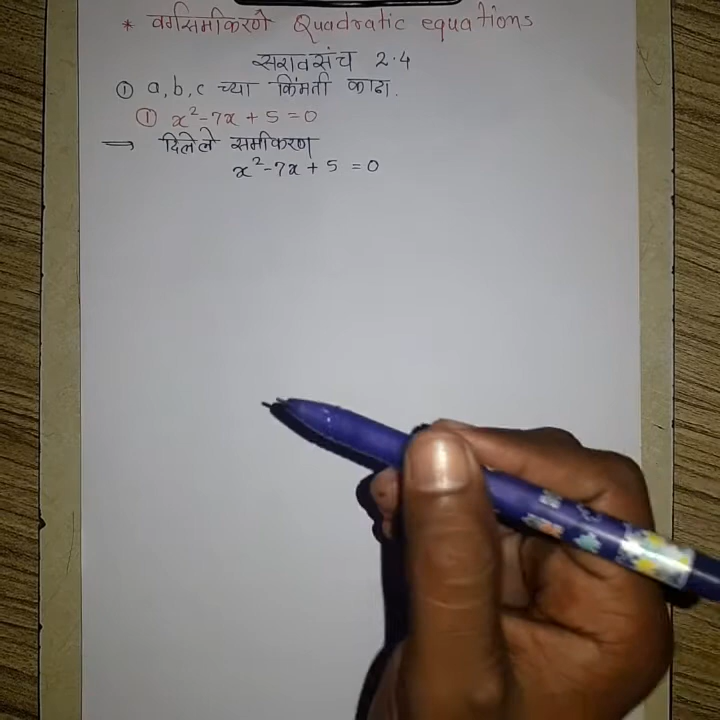 * वर्गसमीकरणे Quadratic equations
सरावसंच 2.4
① a, b, c च्या किंमती काढा.
① x²-7x + 5 = 0
→ दिलेले समीकरण
x²-7x + 5 = 0